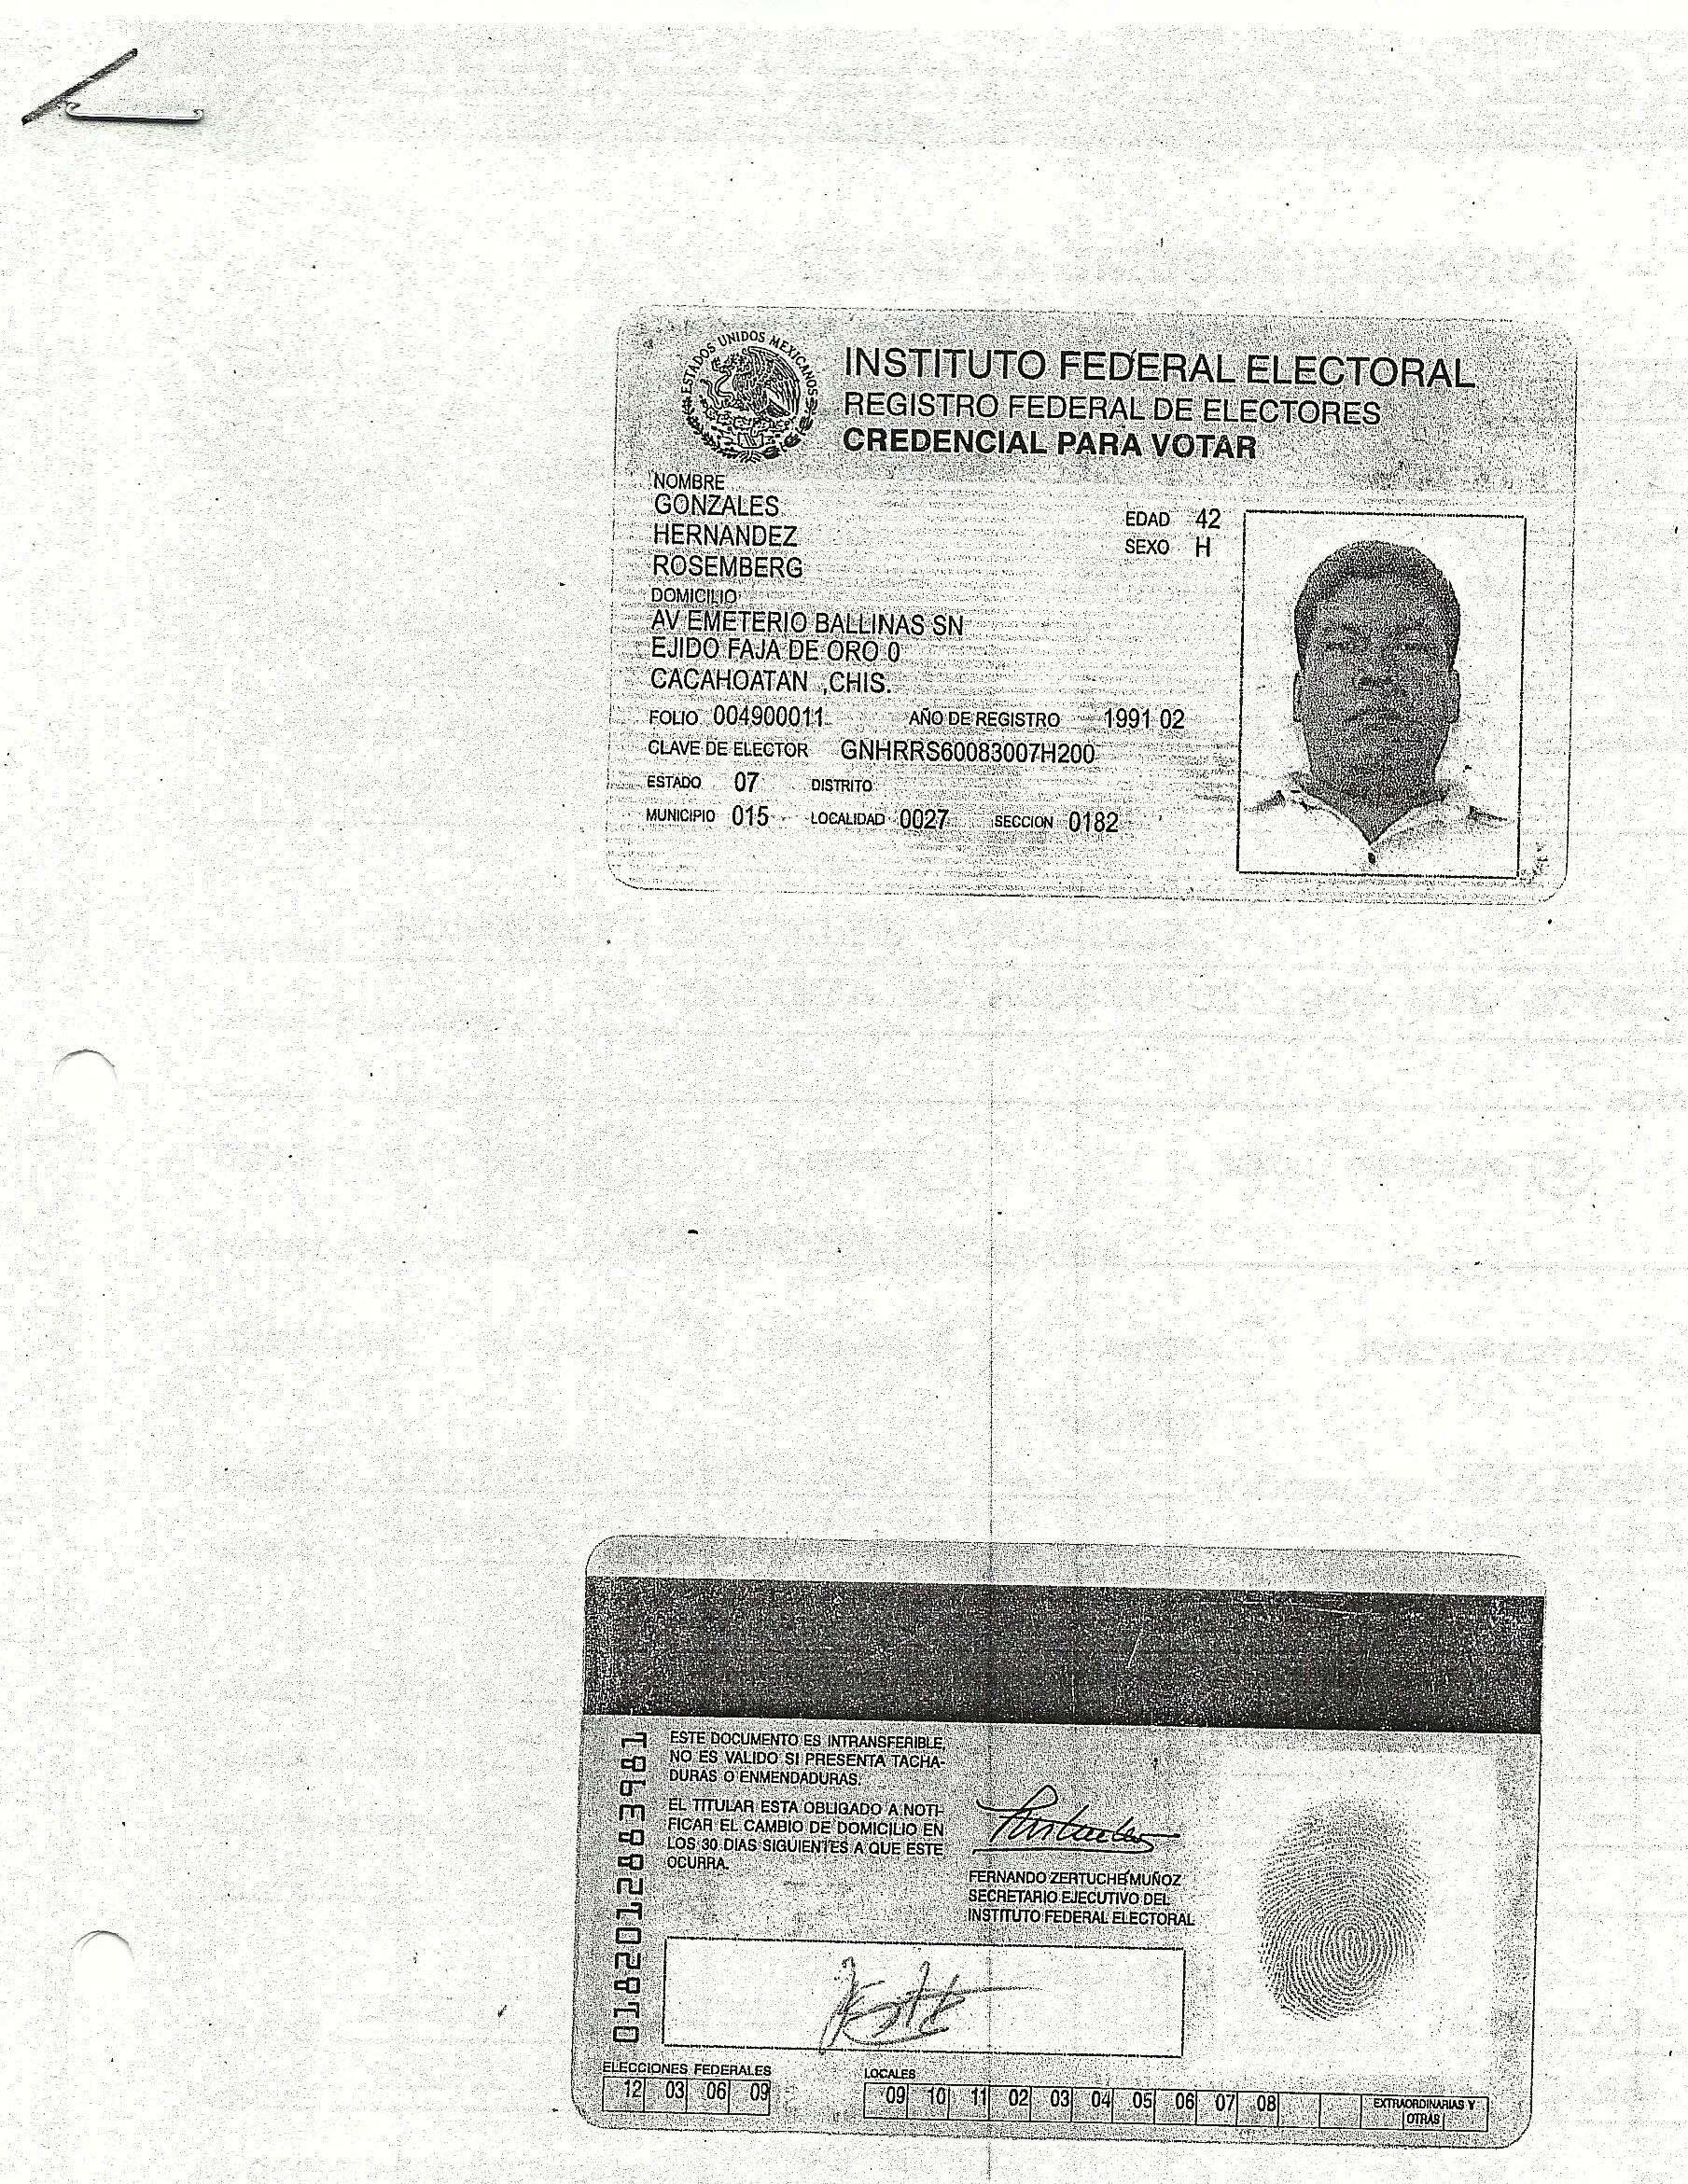 ESTADOS UNIDOS MEXICANOS
INSTITUTO FEDERAL ELECTORAL
REGISTRO FEDERAL DE ELECTORES
CREDENCIAL PARA VOTAR
NOMBRE
GONZALES
HERNANDEZ
ROSEMBERG
EDAD 42
SEXO H
DOMICILIO
AV EMETERIO BALLINAS SN
EJIDO FAJA DE ORO 0
CACAHOATAN ,CHIS.
FOLIO 004900011 AÑO DE REGISTRO 1991 02
CLAVE DE ELECTOR GNHRRS60083007H200
ESTADO 07 DISTRITO
MUNICIPIO 015 LOCALIDAD 0027 SECCION 0182
0182012883981
ESTE DOCUMENTO ES INTRANSFERIBLE,
NO ES VALIDO SI PRESENTA TACHA-
DURAS O ENMENDADURAS.
EL TITULAR ESTA OBLIGADO A NOTI-
FICAR EL CAMBIO DE DOMICILIO EN
LOS 30 DIAS SIGUIENTES A QUE ESTE
OCURRA.
FERNANDO ZERTUCHE MUÑOZ
SECRETARIO EJECUTIVO DEL
INSTITUTO FEDERAL ELECTORAL
ELECCIONES FEDERALES
12 03 06 09
LOCALES
09 10 11 02 03 04 05 06 07 08
EXTRAORDINARIAS Y
OTRAS